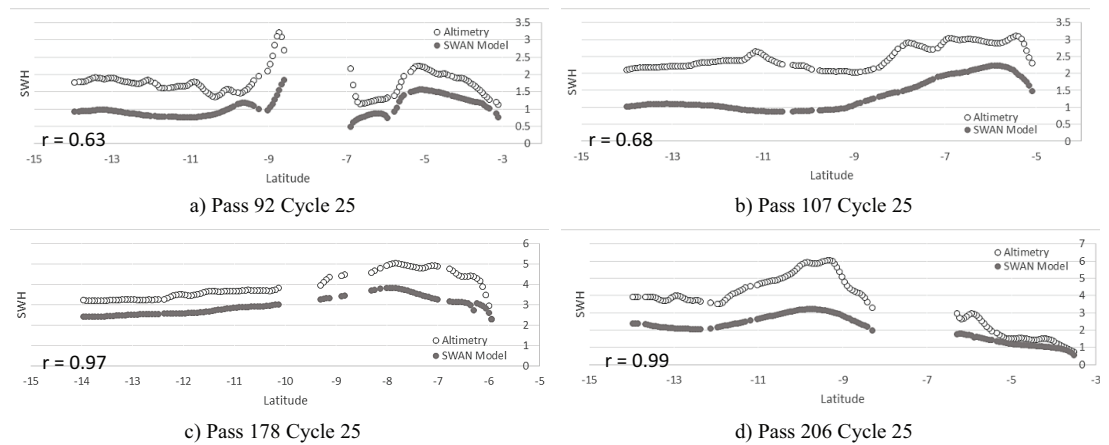 3.5
3
2.5
2
1.5
1
0.5
0
SWH
Altimetry
SWAN Model
r = 0.63
-15 -13 -11 -9 -7 -5 -3
Latitude
a) Pass 92 Cycle 25
3.5
3
2.5
2
1.5
1
0.5
0
SWH
Altimetry
SWAN Model
r = 0.68
-15 -13 -11 -9 -7 -5
Latitude
b) Pass 107 Cycle 25
6
5
4
3
2
1
0
SWH
Altimetry
SWAN Model
r = 0.97
-15 -14 -13 -12 -11 -10 -9 -8 -7 -6 -5
Latitude
c) Pass 178 Cycle 25
7
6
5
4
3
2
1
0
SWH
Altimetry
SWAN Model
r = 0.99
-15 -13 -11 -9 -7 -5 -3
Latitude
d) Pass 206 Cycle 25